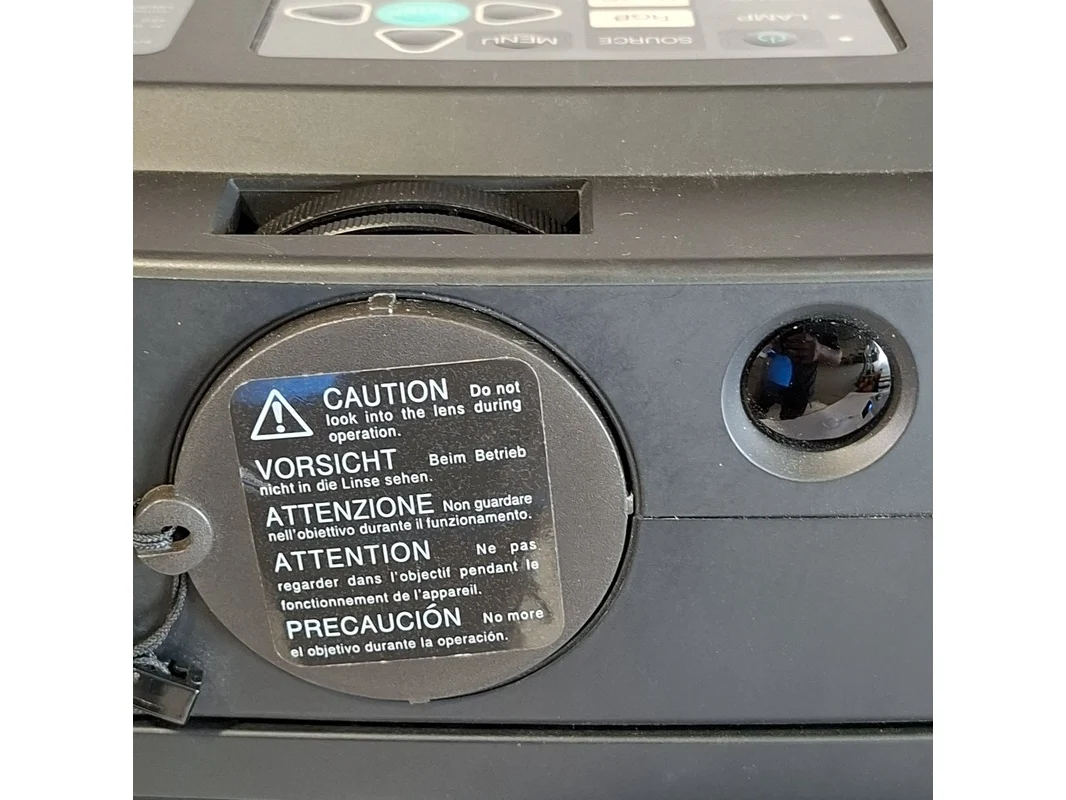 RGB
LAMP
SOURCE
MENU
CAUTION Do not
look into the lens during
operation.
VORSICHT Beim Betrieb
nicht in die Linse sehen.
ATTENZIONE Non guardare
nell'obiettivo durante il funzionamento.
ATTENTION Ne pas
regarder dans l'objectif pendant le
fonctionnement de l'appareil.
PRECAUCIÓN No more
el objetivo durante la operación.